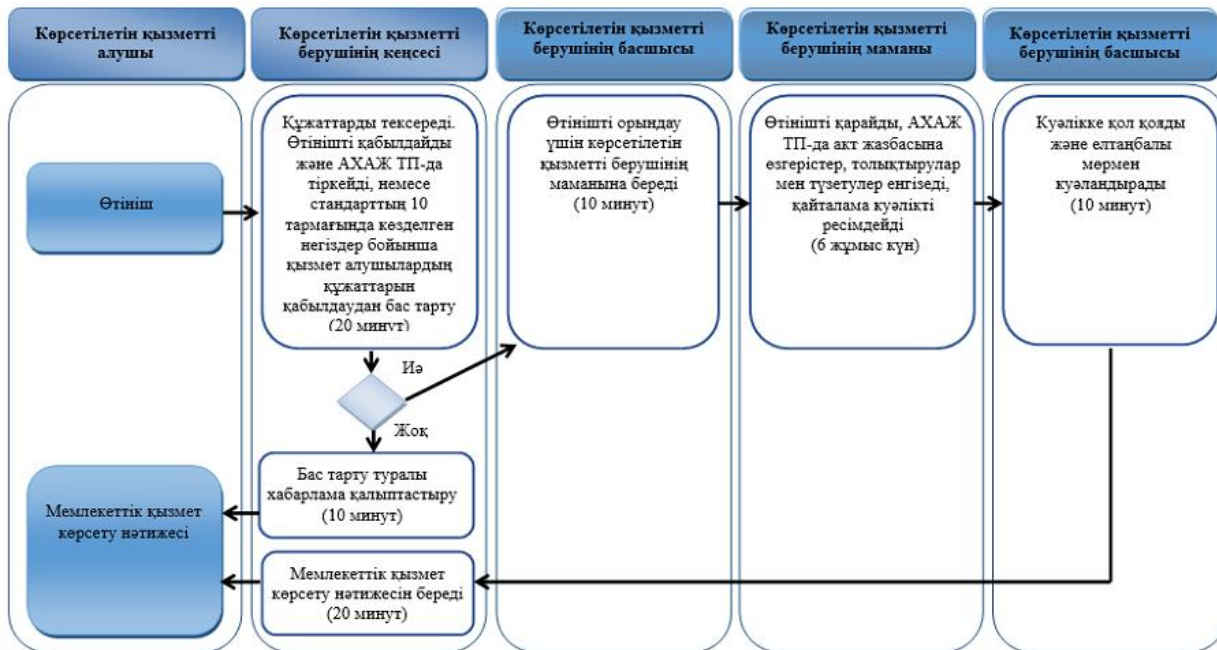 Көрсетілетін қызметті
алушы
Көрсетілетін қызметті
берушінің кеңсесі
Көрсетілетін қызметті
берушінің басшысы
Көрсетілетін қызметті
берушінің маманы
Көрсетілетін қызметті
берушінің басшысы
Өтініш
Құжаттарды тексереді.
Өтінішті қабылдайды
және АХАЖ ТП-да
тіркейді, немесе
стандарттың 10
тармағында көзделген
негіздер бойынша
қызмет алушылардың
құжаттарын
қабылдаудан бас тарту
(20 минут)
Өтінішті орындау
үшін көрсетілетін
қызметті берушінің
маманына береді
(10 минут)
Өтінішті қарайды, АХАЖ
ТП-да акт жазбасына
өзгерістер, толықтырулар
мен түзетулер енгізеді,
қайталама куәлікті
ресімдейді
(6 жұмыс күн)
Куәлікке қол қояды
және елтаңбалы
мөрмен
куәландырады
(10 минут)
Иә
Жоқ
Бас тарту туралы
хабарлама қалыптастыру
(10 минут)
Мемлекеттік қызмет
көрсету нәтижесі
Мемлекеттік қызмет
көрсету нәтижесін береді
(20 минут)